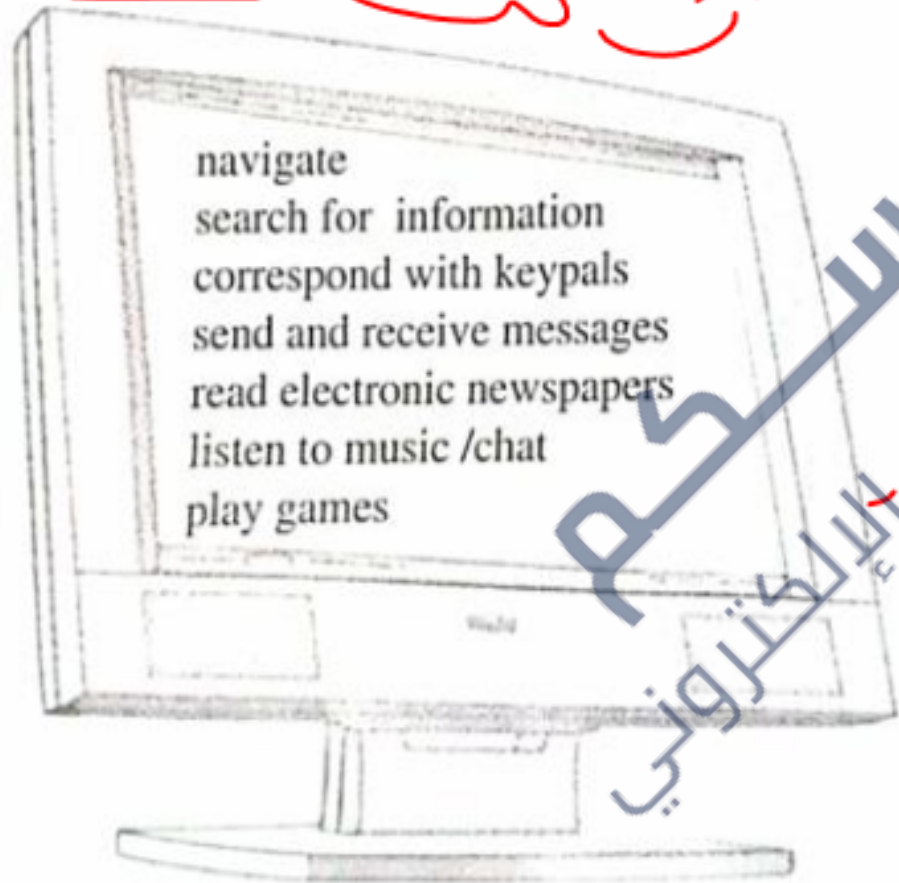 navigate
search for information
correspond with keypals
send and receive messages
read electronic newspapers
listen to music /chat
play games
الإلكتروني